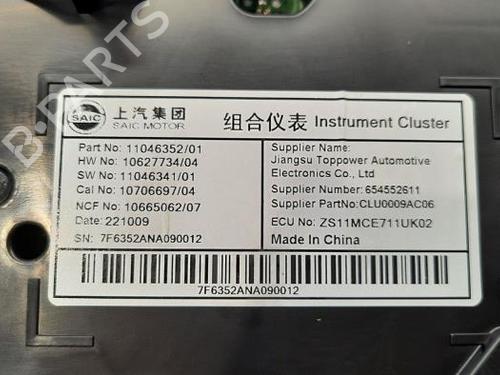 B-PARTS
SAIC
上汽集团
SAIC MOTOR
组合仪表 Instrument Cluster
Part No: 11046352/01
HW No: 10627734/04
SW No: 11046341/01
Cal No: 10706697/04
NCF No: 10665062/07
Date: 221009
SN: 7F6352ANA090012
Supplier Name:
Jiangsu Toppower Automotive
Electronics Co., Ltd
Supplier Number: 654552611
Supplier PartNo: CLU0009AC06
ECU No: ZS11MCE711UK02
Made In China
7F6352ANA090012